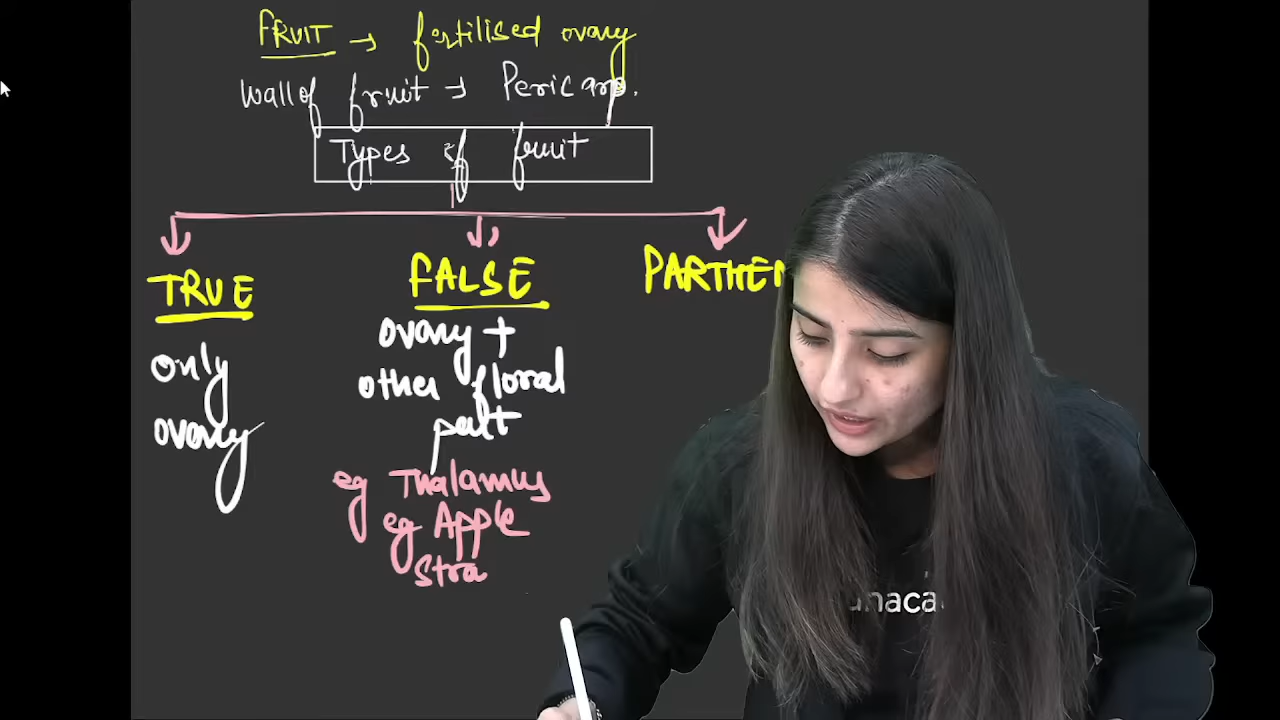 FRUIT → fertilised ovary
Wall of fruit → Pericarp.
Types of fruit
TRUE
only
ovary
FALSE
ovary +
other floral
part
eg Thalamus
eg Apple
Stra
PARTHEN
unaca